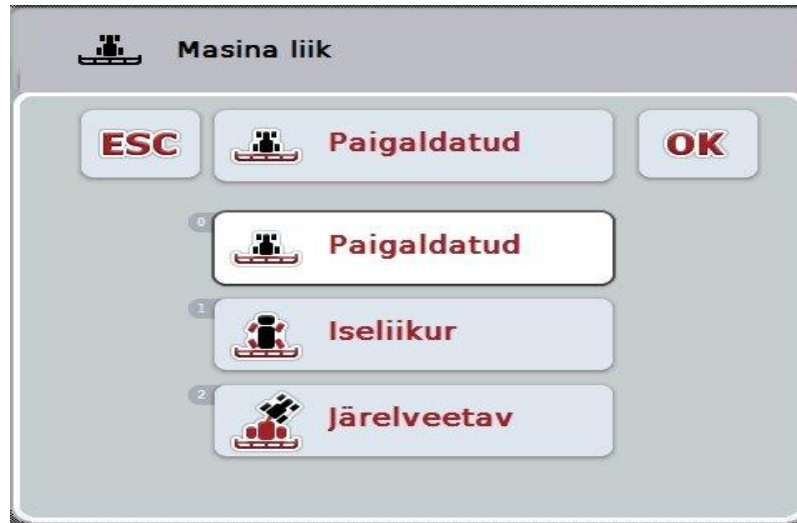 Masina liik
ESC Paigaldatud OK
0 Paigaldatud
1 Iseliikur
2 Järelveetav